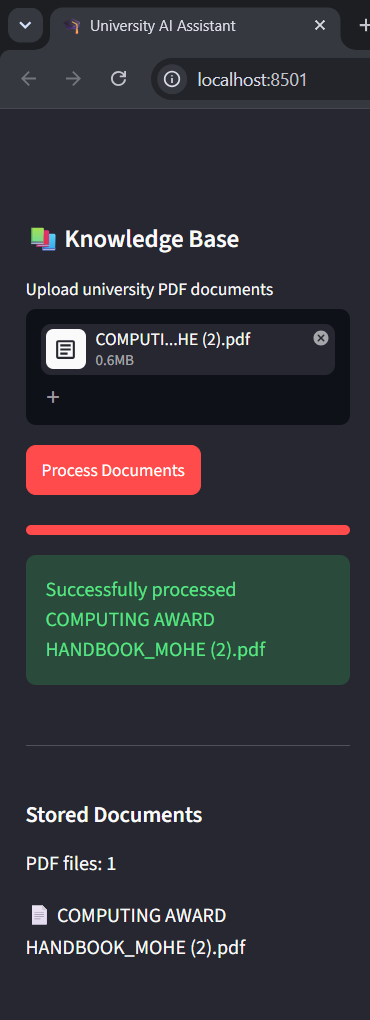 University AI Assistant
localhost:8501
Knowledge Base
Upload university PDF documents
COMPUTI...HE (2).pdf
0.6MB
Process Documents
Successfully processed
COMPUTING AWARD
HANDBOOK_MOHE (2).pdf
Stored Documents
PDF files: 1
COMPUTING AWARD
HANDBOOK_MOHE (2).pdf